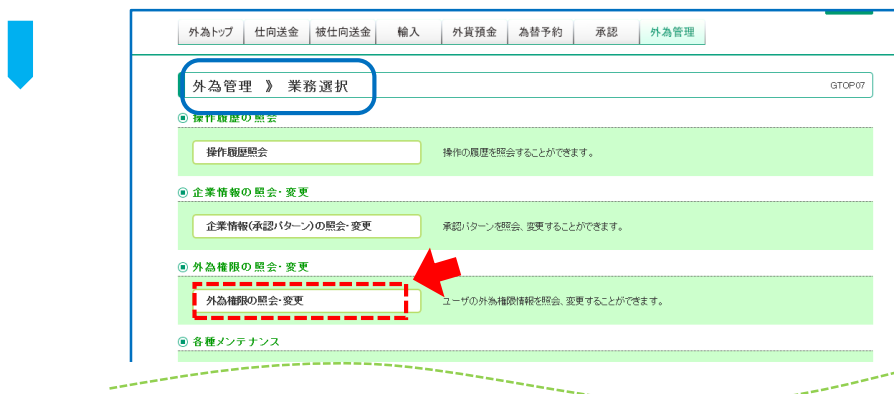 外為トップ 仕向送金 被仕向送金 輸入 外貨預金 為替予約 承認 外為管理
外為管理 》 業務選択 GTOP07
操作履歴の照会
操作履歴照会 操作の履歴を照会することができます。
企業情報の照会・変更
企業情報(承認パターン)の照会・変更 承認パターンを照会、変更することができます。
外為権限の照会・変更
外為権限の照会・変更 ユーザの外為権限情報を照会、変更することができます。
各種メンテナンス